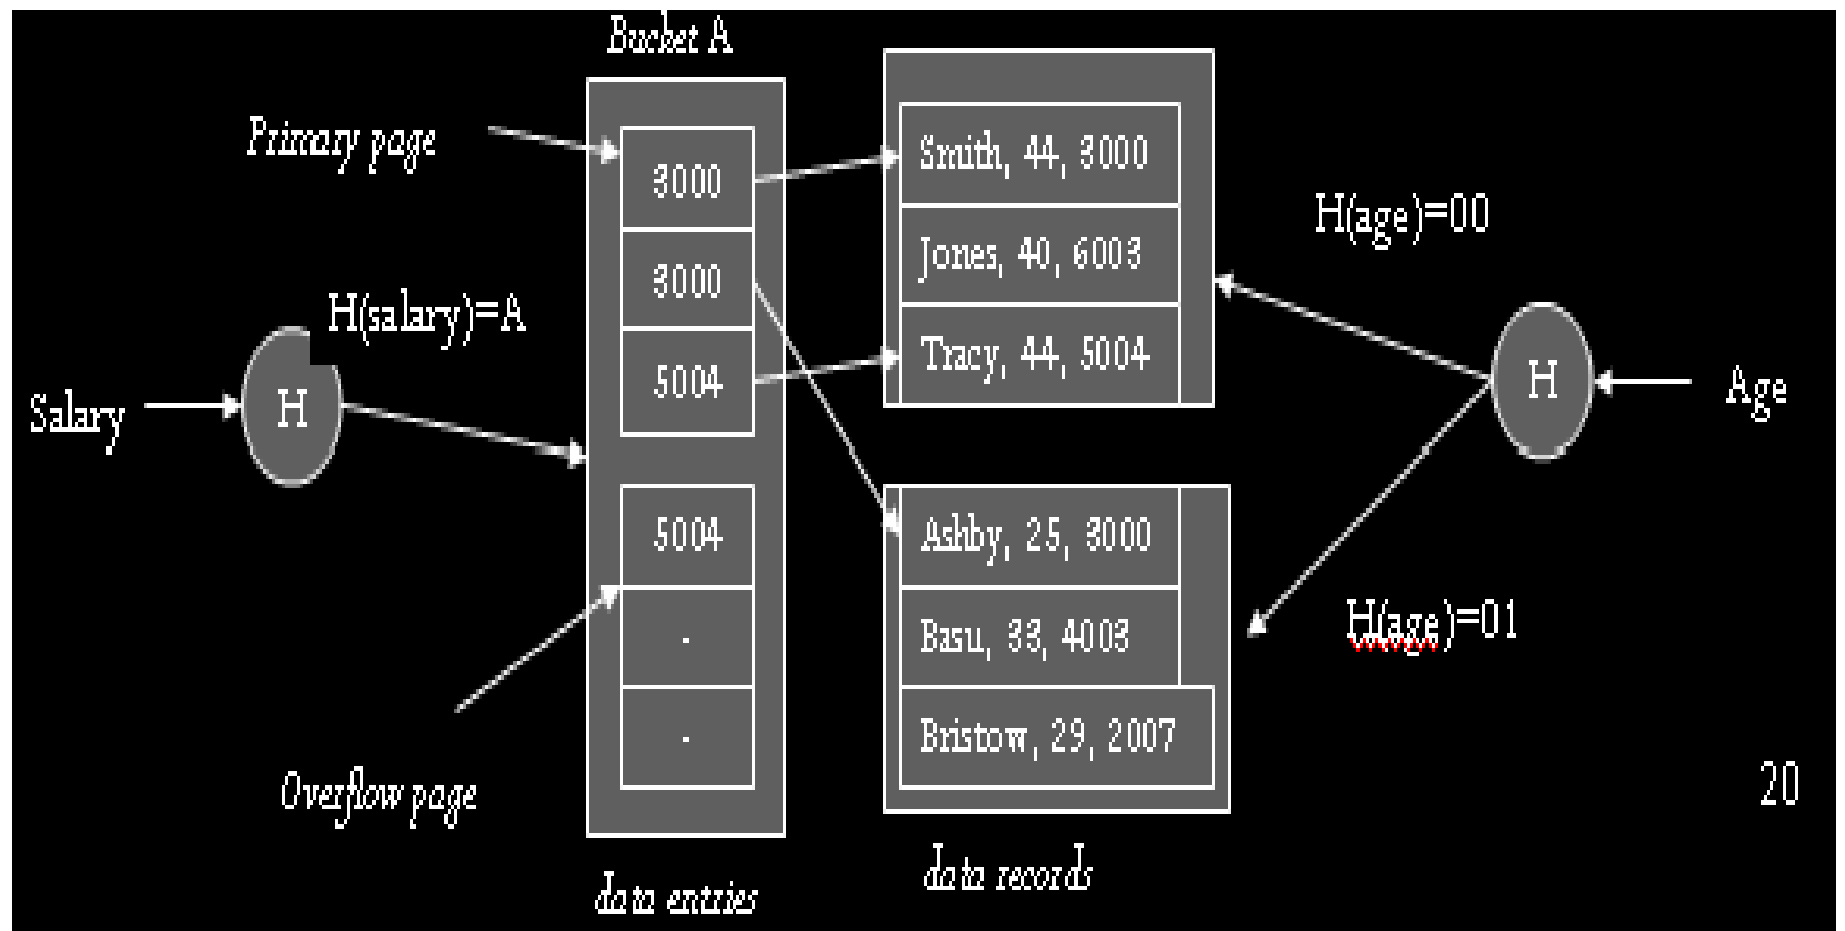 Bucket A
Primary page
3000
3000
5004
5004
-
-
Smith, 44, 3000
Jones, 40, 6003
Tracy, 44, 5004
Ashby, 25, 3000
Basu, 33, 4003
Bristow, 29, 2007
H(salary)=A
Salary
H
H(age)=00
H
Age
H(age)=01
Overflow page
data entries
data records
20